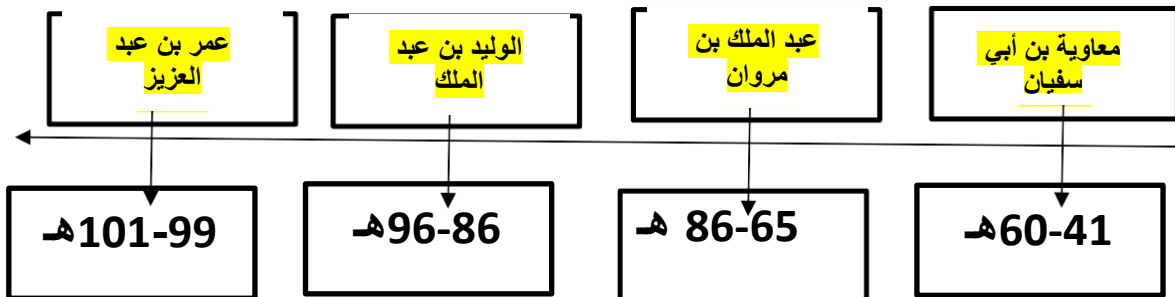 معاوية بن أبي
سفيان
عبد الملك بن
مروان
الوليد بن عبد
الملك
عمر بن عبد
العزيز
41-60هـ
65-86 هـ
86-96هـ
99-101هـ